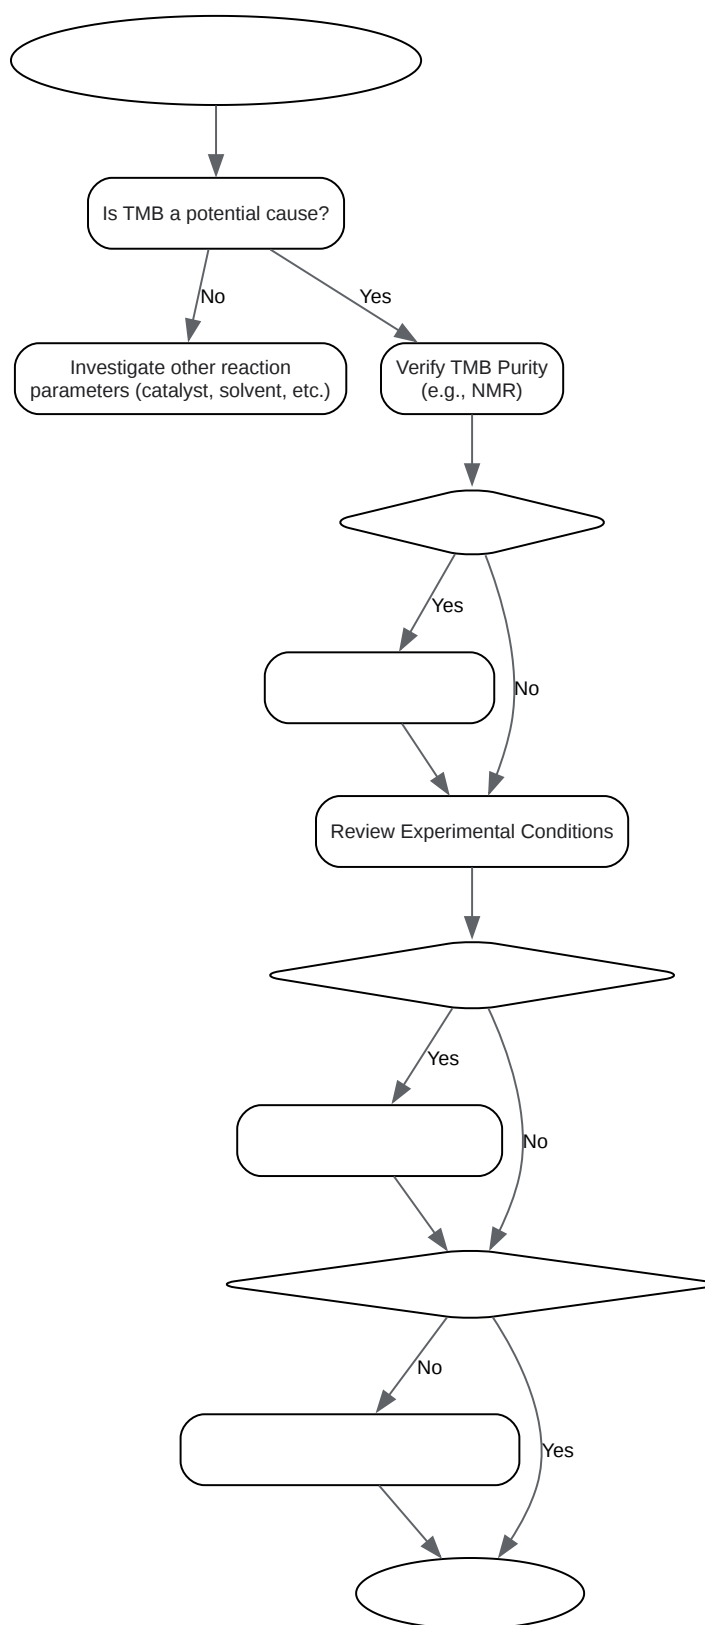 Is TMB a potential cause?
No
Yes
Investigate other reaction
parameters (catalyst, solvent, etc.)
Verify TMB Purity
(e.g., NMR)
Yes
No
Review Experimental Conditions
Yes
No
No
Yes